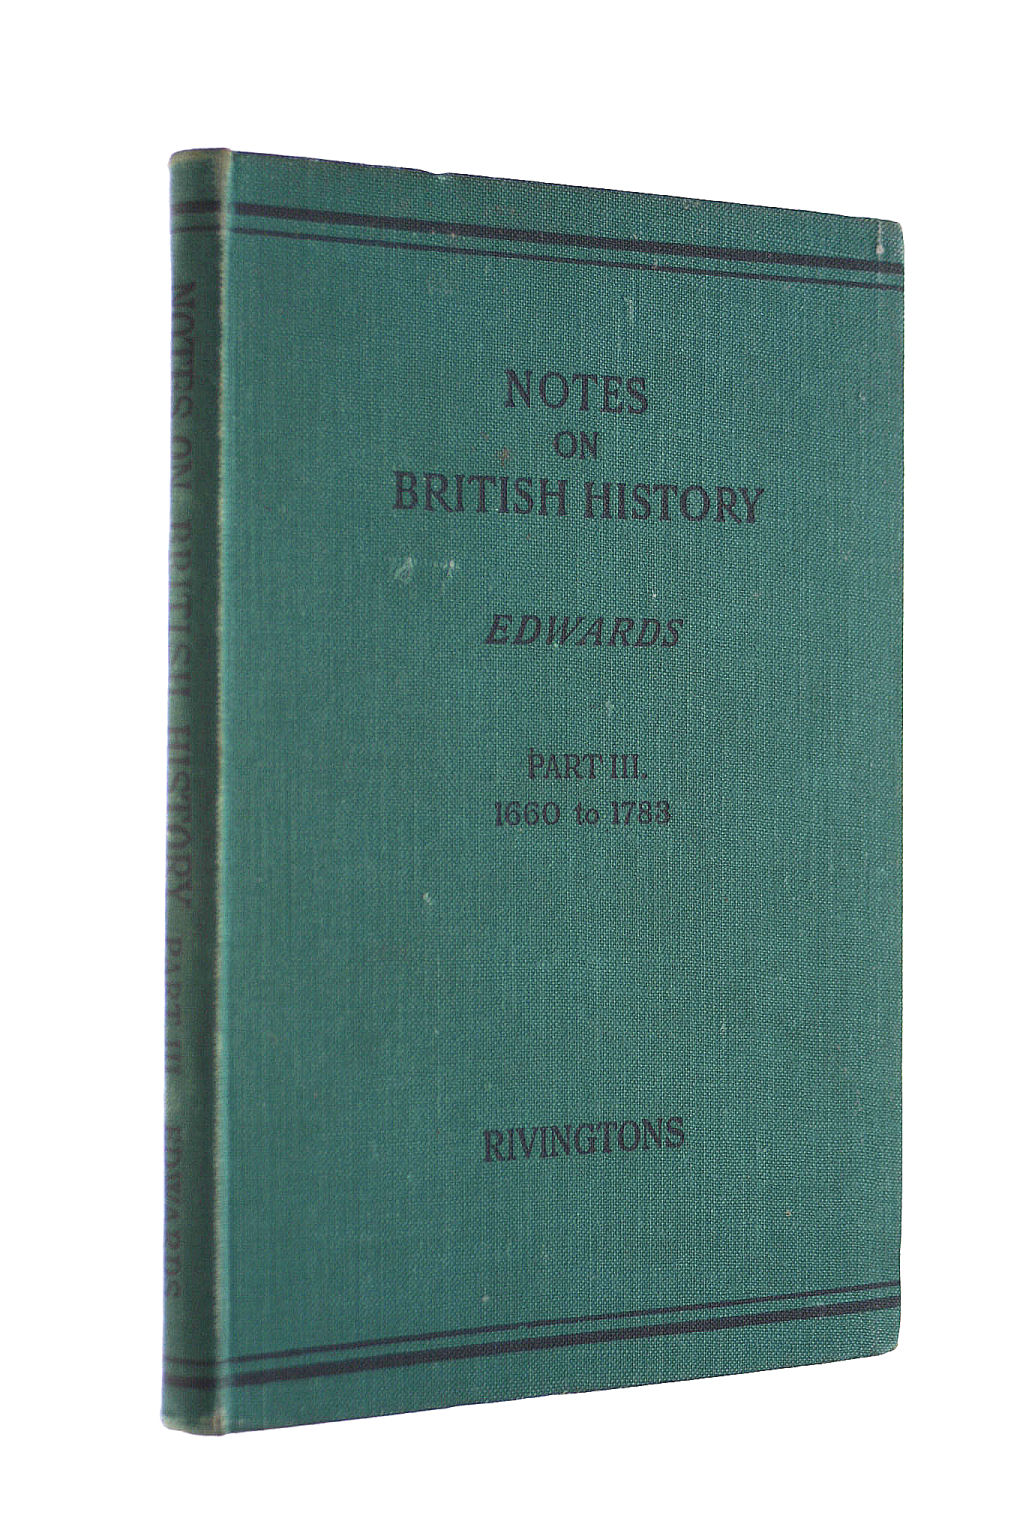 NOTES
ON
BRITISH HISTORY
EDWARDS
PART III.
1660 to 1783
RIVINGTONS
NOTES ON BRITISH HISTORY PART III EDWARDS